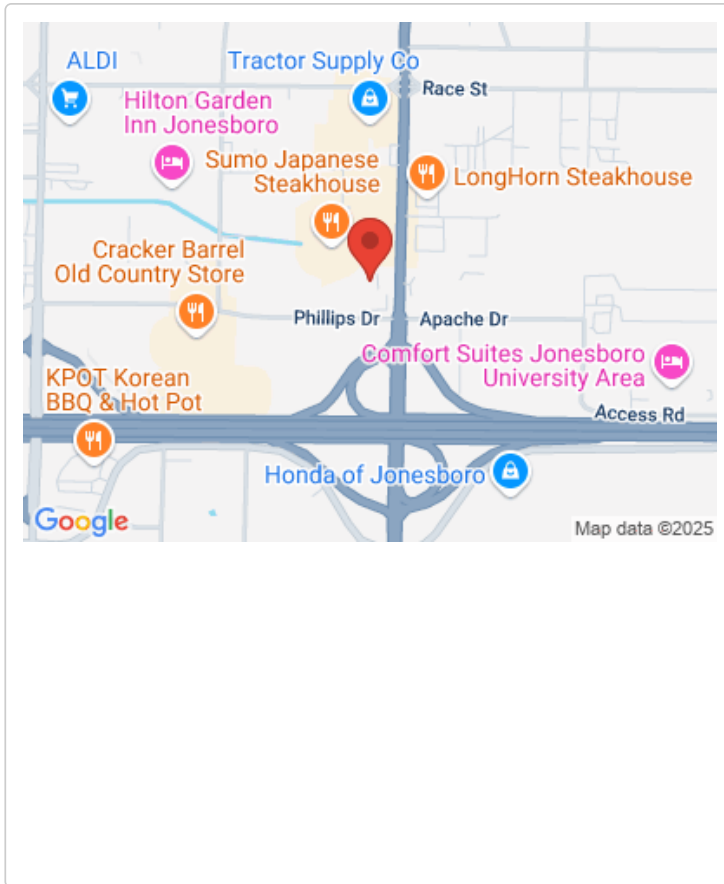 ALDI
Tractor Supply Co
Race St
Hilton Garden
Inn Jonesboro
Sumo Japanese
Steakhouse
LongHorn Steakhouse
Cracker Barrel
Old Country Store
Phillips Dr
Apache Dr
Comfort Suites Jonesboro
University Area
KPOT Korean
BBQ & Hot Pot
Access Rd
Honda of Jonesboro
Google
Map data ©2025